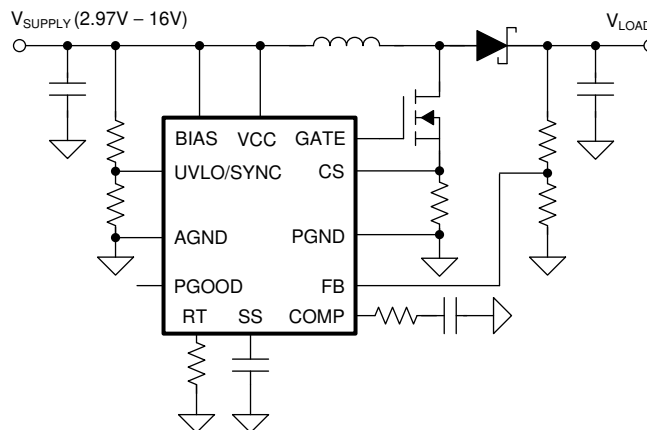 VSUPPLY (2.97V – 16V)
VLOAD
BIAS VCC GATE
UVLO/SYNC CS
AGND PGND
PGOOD FB
RT SS COMP